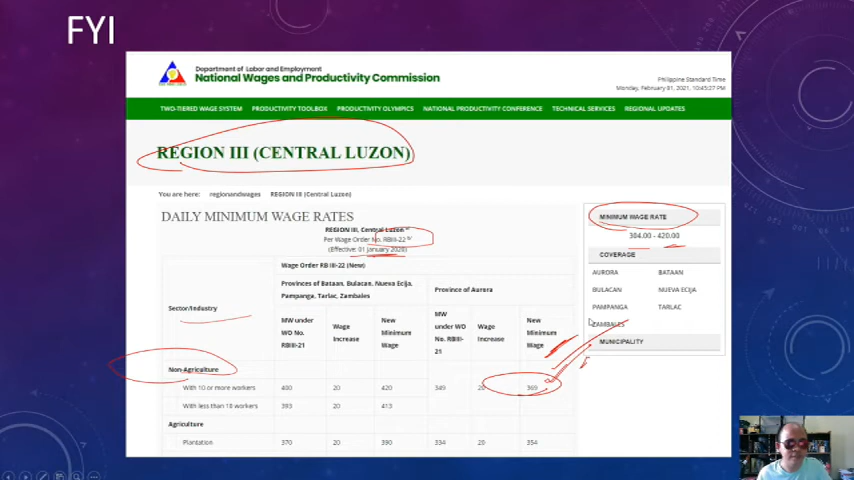 FYI
Department of Labor and Employment
National Wages and Productivity Commission
Philippine Standard Time
Monday, February 01, 2021, 10:45:27 PM
TWO-TIERED WAGE SYSTEM PRODUCTIVITY TOOLBOX PRODUCTIVITY OLYMPICS NATIONAL PRODUCTIVITY CONFERENCE TECHNICAL SERVICES REGIONAL UPDATES
REGION III (CENTRAL LUZON)
You are here: regionandwages REGION III (Central Luzon)
DAILY MINIMUM WAGE RATES
REGION III, Central Luzon
Per Wage Order No. RBIII-22
(Effective: 01 January 2020)
Wage Order RB III-22 (New)
Sector/Industry
Provinces of Bataan, Bulacan, Nueva Ecija, Pampanga, Tarlac, Zambales
Province of Aurora
MW under WO No. RBIII-21
Wage Increase
New Minimum Wage
MW under WO No. RBIII-21
Wage Increase
New Minimum Wage
Non-Agriculture
With 10 or more workers 400 20 420 349 20 369
With less than 10 workers 393 20 413
Agriculture
Plantation 370 20 390 334 20 354
MINIMUM WAGE RATE
304.00 - 420.00
COVERAGE
AURORA BATAAN
BULACAN NUEVA ECIJA
PAMPANGA TARLAC
ZAMBALES
MUNICIPALITY